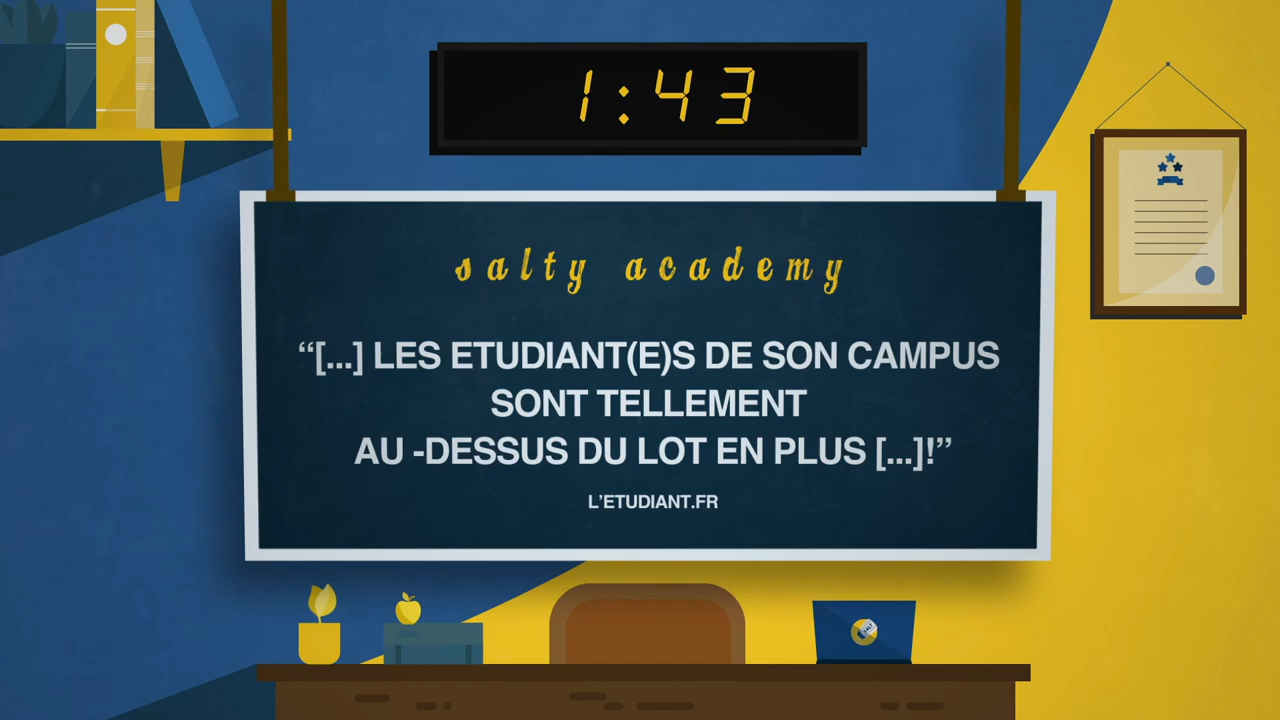 1:43
salty academy
“[...] LES ETUDIANT(E)S DE SON CAMPUS
SONT TELLEMENT
AU -DESSUS DU LOT EN PLUS [...]!”
L’ETUDIANT.FR